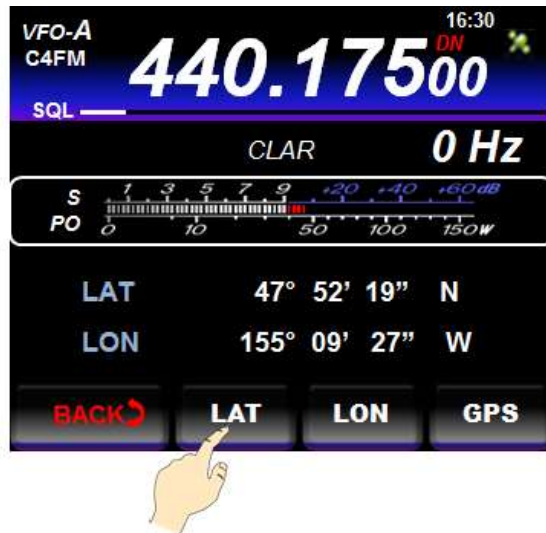 VFO-A 16:30
C4FM 440.17500 DN
SQL
CLAR 0 Hz
S 1 3 5 7 9 +20 +40 +60dB
PO 0 10 50 100 150W
LAT 47° 52’ 19” N
LON 155° 09’ 27” W
BACK LAT LON GPS